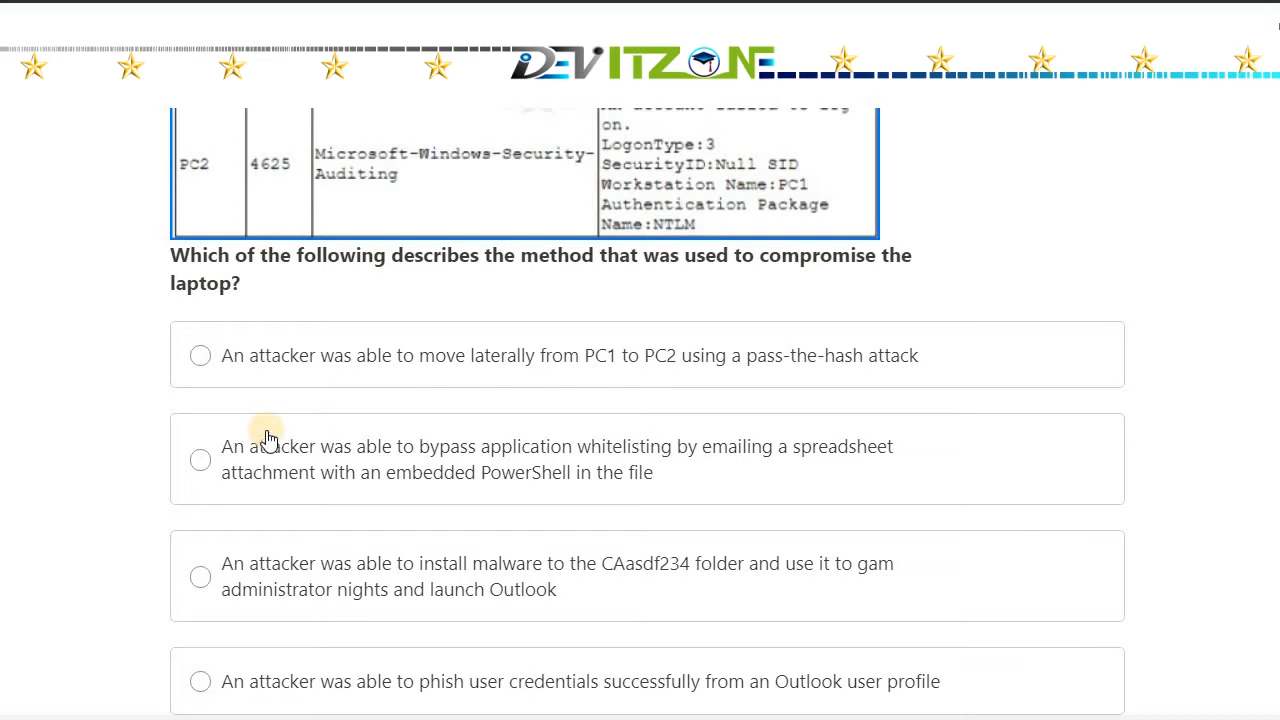 iDEV ITZONE
on.
LogonType:3
PC2 4625 Microsoft-Windows-Security-Auditing SecurityID:Null SID
Workstation Name:PC1
Authentication Package
Name:NTLM
Which of the following describes the method that was used to compromise the
laptop?
An attacker was able to move laterally from PC1 to PC2 using a pass-the-hash attack
An attacker was able to bypass application whitelisting by emailing a spreadsheet
attachment with an embedded PowerShell in the file
An attacker was able to install malware to the CAasdf234 folder and use it to gam
administrator nights and launch Outlook
An attacker was able to phish user credentials successfully from an Outlook user profile